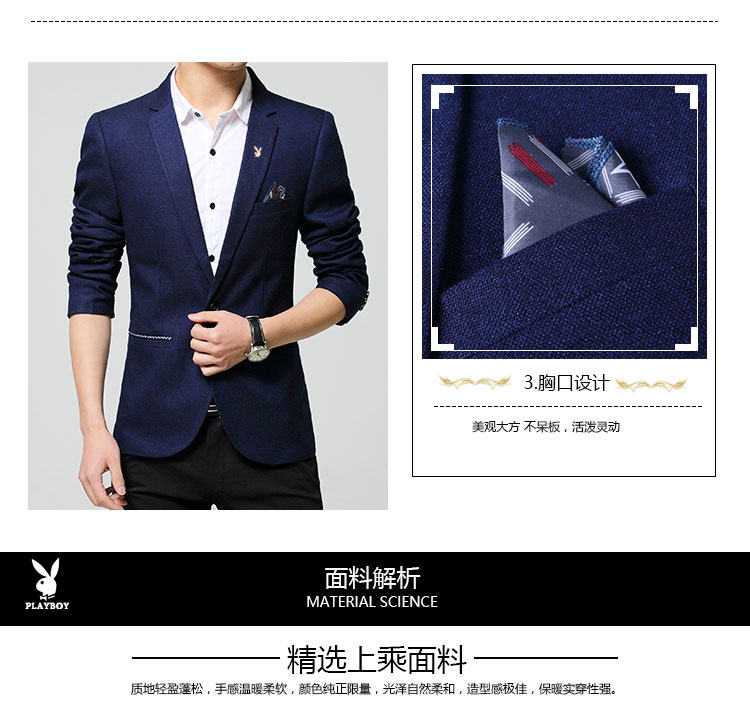 3.胸口设计
美观大方 不呆板，活泼灵动
PLAYBOY
面料解析
MATERIAL SCIENCE
精选上乘面料
质地轻盈蓬松，手感温暖柔软，颜色纯正限量，光泽自然柔和，造型感极佳，保暖实穿性强。